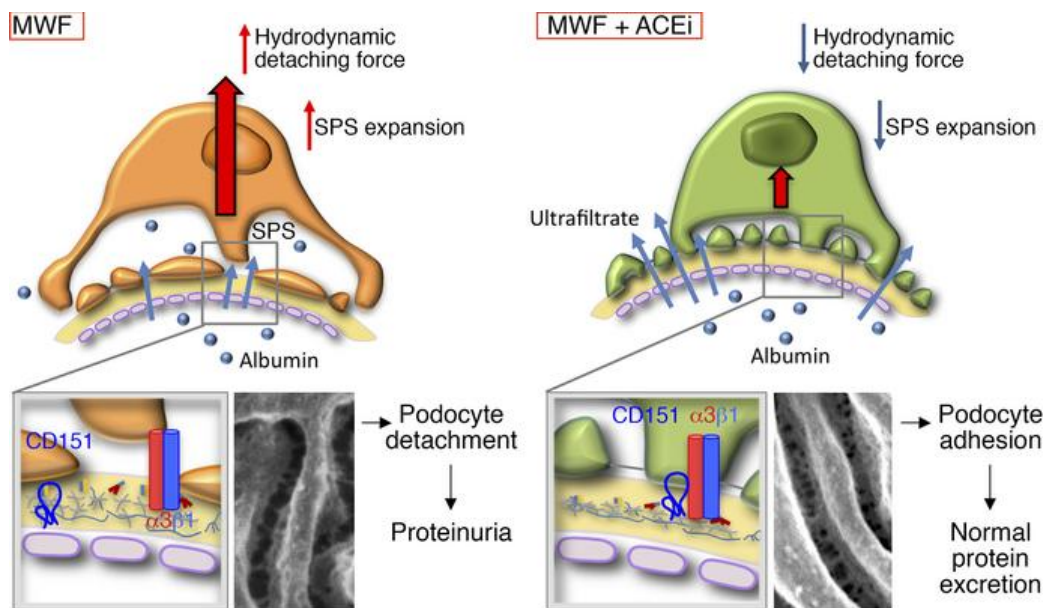 MWF
Hydrodynamic
detaching force
SPS expansion
SPS
Albumin
CD151
α3β1
Podocyte
detachment
Proteinuria
MWF + ACEi
Hydrodynamic
detaching force
SPS expansion
Ultrafiltrate
Albumin
CD151 α3β1
Podocyte
adhesion
Normal
protein
excretion